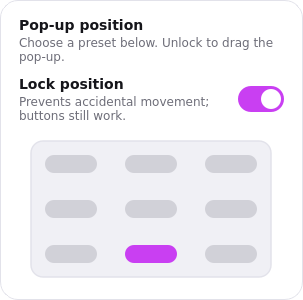 Pop-up position
Choose a preset below. Unlock to drag the
pop-up.
Lock position
Prevents accidental movement;
buttons still work.